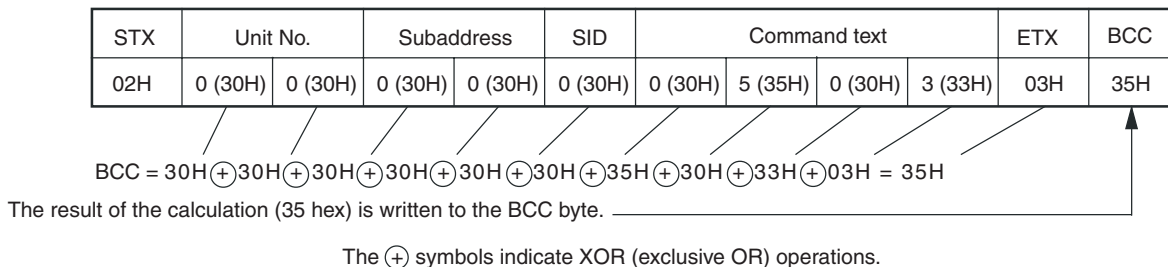 STX Unit No. Subaddress SID Command text ETX BCC
02H 0 (30H) 0 (30H) 0 (30H) 0 (30H) 0 (30H) 0 (30H) 5 (35H) 0 (30H) 3 (33H) 03H 35H
BCC = 30H⊕30H⊕30H⊕30H⊕30H⊕30H⊕35H⊕30H⊕33H⊕03H = 35H
The result of the calculation (35 hex) is written to the BCC byte.
The ⊕ symbols indicate XOR (exclusive OR) operations.